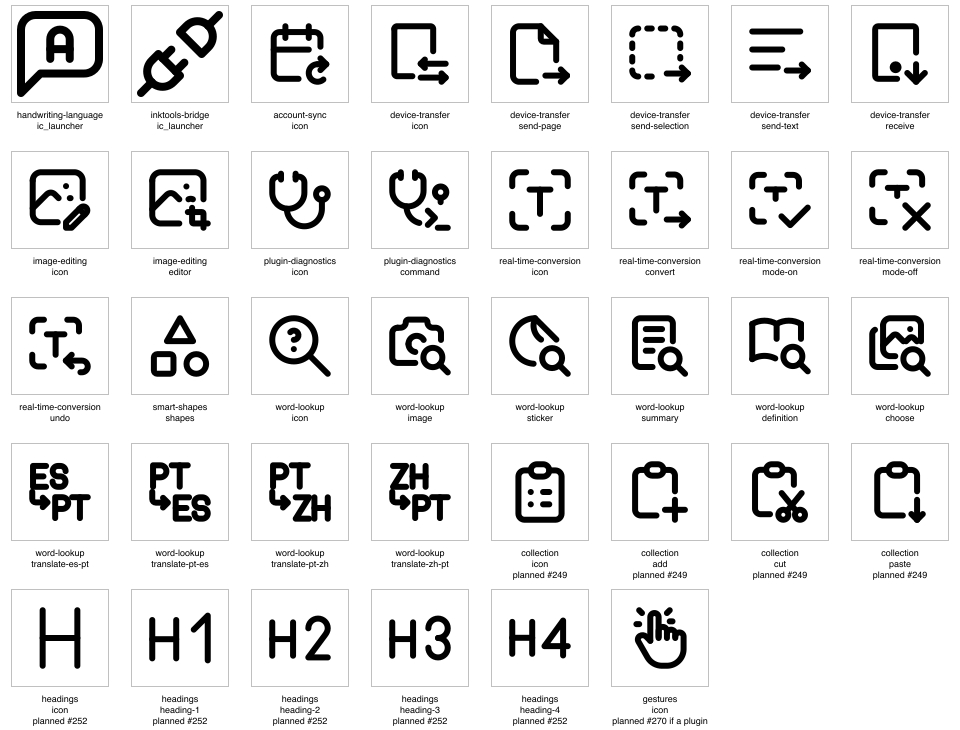 A
handwriting-language
ic_launcher
inktools-bridge
ic_launcher
account-sync
icon
device-transfer
icon
device-transfer
send-page
device-transfer
send-selection
device-transfer
send-text
device-transfer
receive
image-editing
icon
image-editing
editor
plugin-diagnostics
icon
plugin-diagnostics
command
T
real-time-conversion
icon
T
real-time-conversion
convert
T
real-time-conversion
mode-on
T
real-time-conversion
mode-off
T
real-time-conversion
undo
smart-shapes
shapes
?
word-lookup
icon
word-lookup
image
word-lookup
sticker
word-lookup
summary
word-lookup
definition
word-lookup
choose
ES
PT
word-lookup
translate-es-pt
PT
ES
word-lookup
translate-pt-es
PT
ZH
word-lookup
translate-pt-zh
ZH
PT
word-lookup
translate-zh-pt
collection
icon
planned #249
collection
add
planned #249
collection
cut
planned #249
collection
paste
planned #249
H
headings
icon
planned #252
H1
headings
heading-1
planned #252
H2
headings
heading-2
planned #252
H3
headings
heading-3
planned #252
H4
headings
heading-4
planned #252
gestures
icon
planned #270 if a plugin